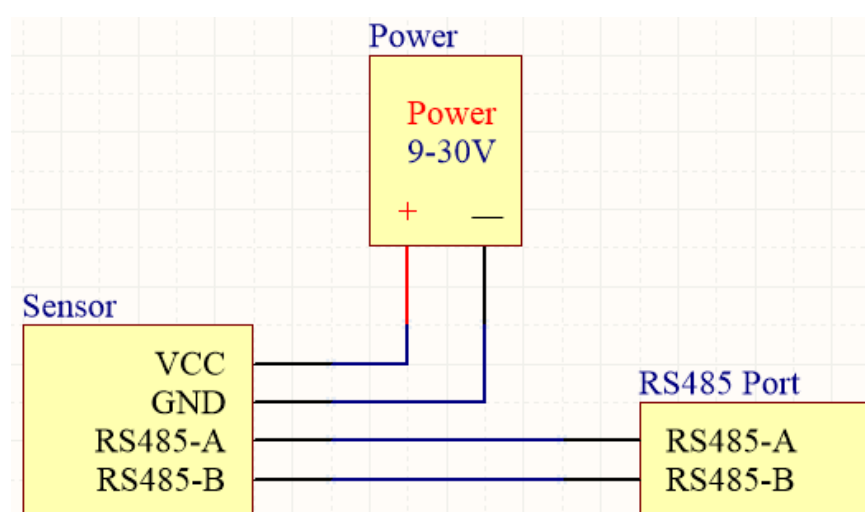 Power
Power
9-30V
+ —
Sensor
VCC
GND
RS485-A
RS485-B
RS485 Port
RS485-A
RS485-B